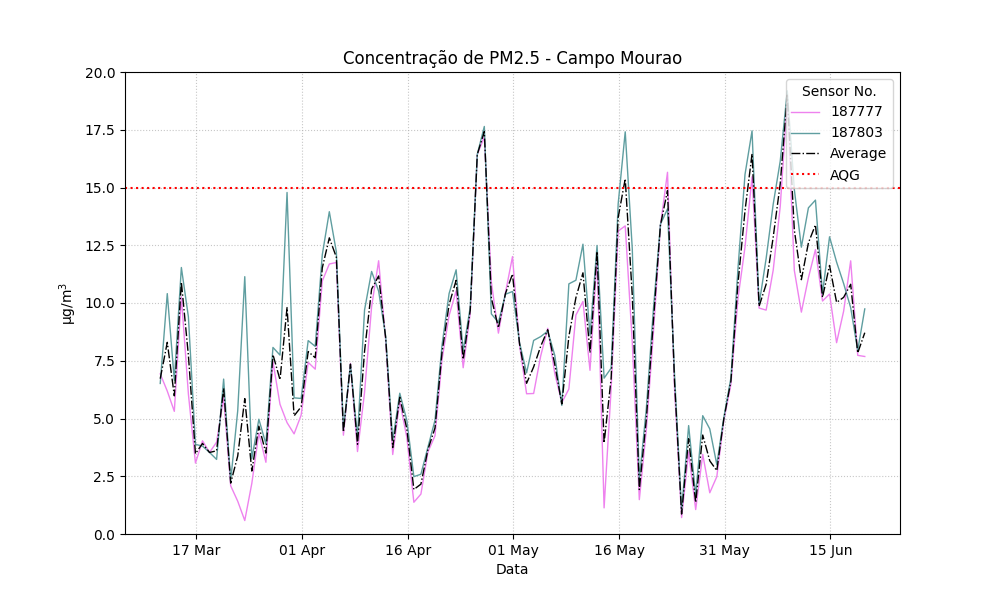 Concentração de PM2.5 - Campo Mourao
20.0
17.5
15.0
12.5
10.0
7.5
5.0
2.5
0.0
µg/m³
Sensor No.
187777
187803
Average
AQG
17 Mar
01 Apr
16 Apr
01 May
16 May
31 May
15 Jun
Data